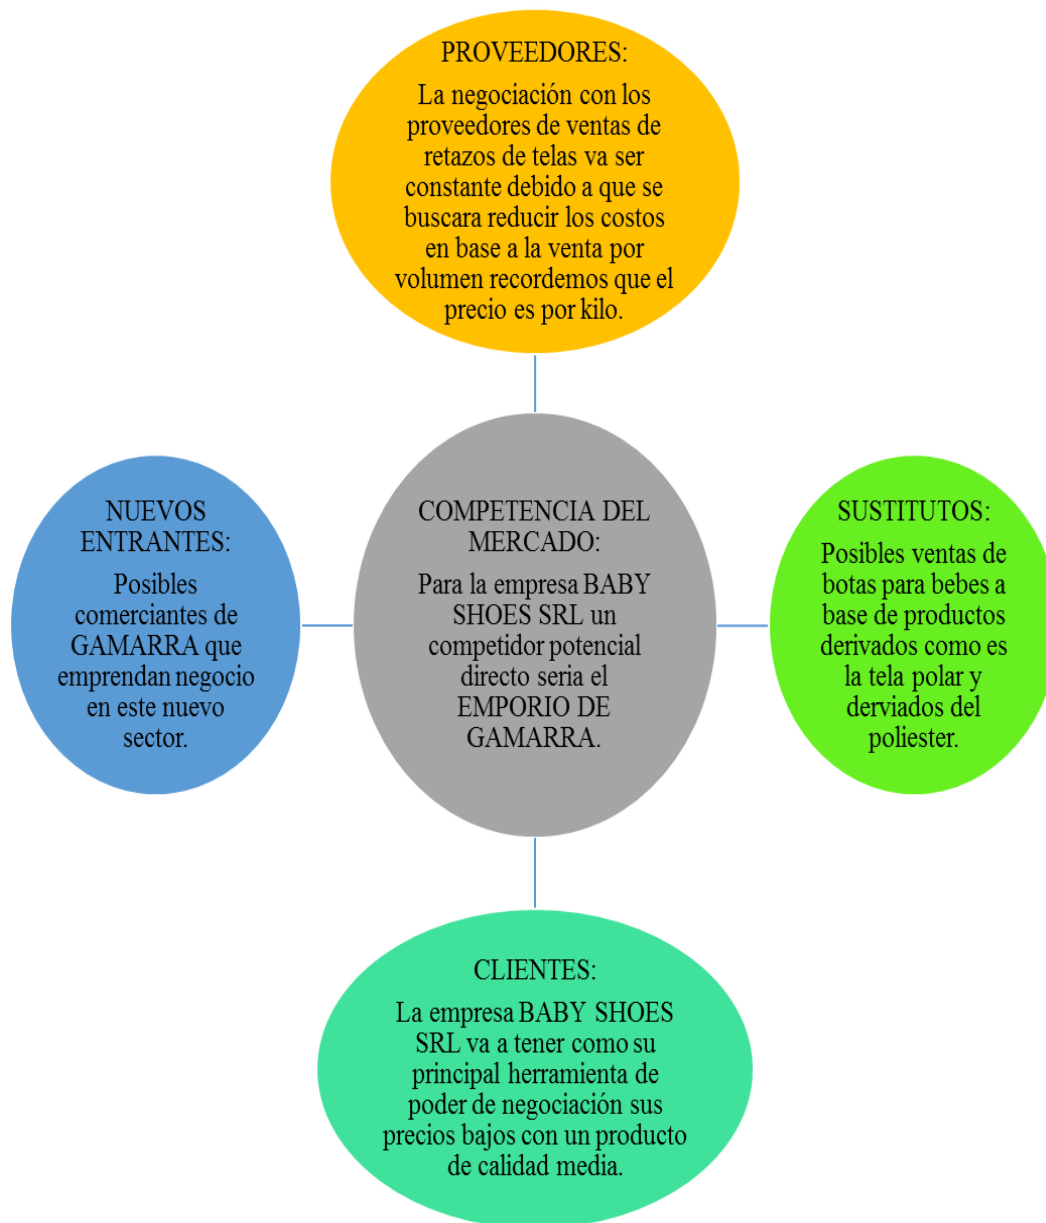 PROVEEDORES:
La negociación con los
proveedores de ventas de
retazos de telas va ser
constante debido a que se
buscara reducir los costos
en base a la venta por
volumen recordemos que el
precio es por kilo.
NUEVOS
ENTRANTES:
Posibles
comerciantes de
GAMARRA que
emprendan negocio
en este nuevo
sector.
COMPETENCIA DEL
MERCADO:
Para la empresa BABY
SHOES SRL un
competidor potencial
directo seria el
EMPORIO DE
GAMARRA.
SUSTITUTOS:
Posibles ventas de
botas para bebes a
base de productos
derivados como es
la tela polar y
derviados del
poliester.
CLIENTES:
La empresa BABY SHOES
SRL va a tener como su
principal herramienta de
poder de negociación sus
precios bajos con un producto
de calidad media.